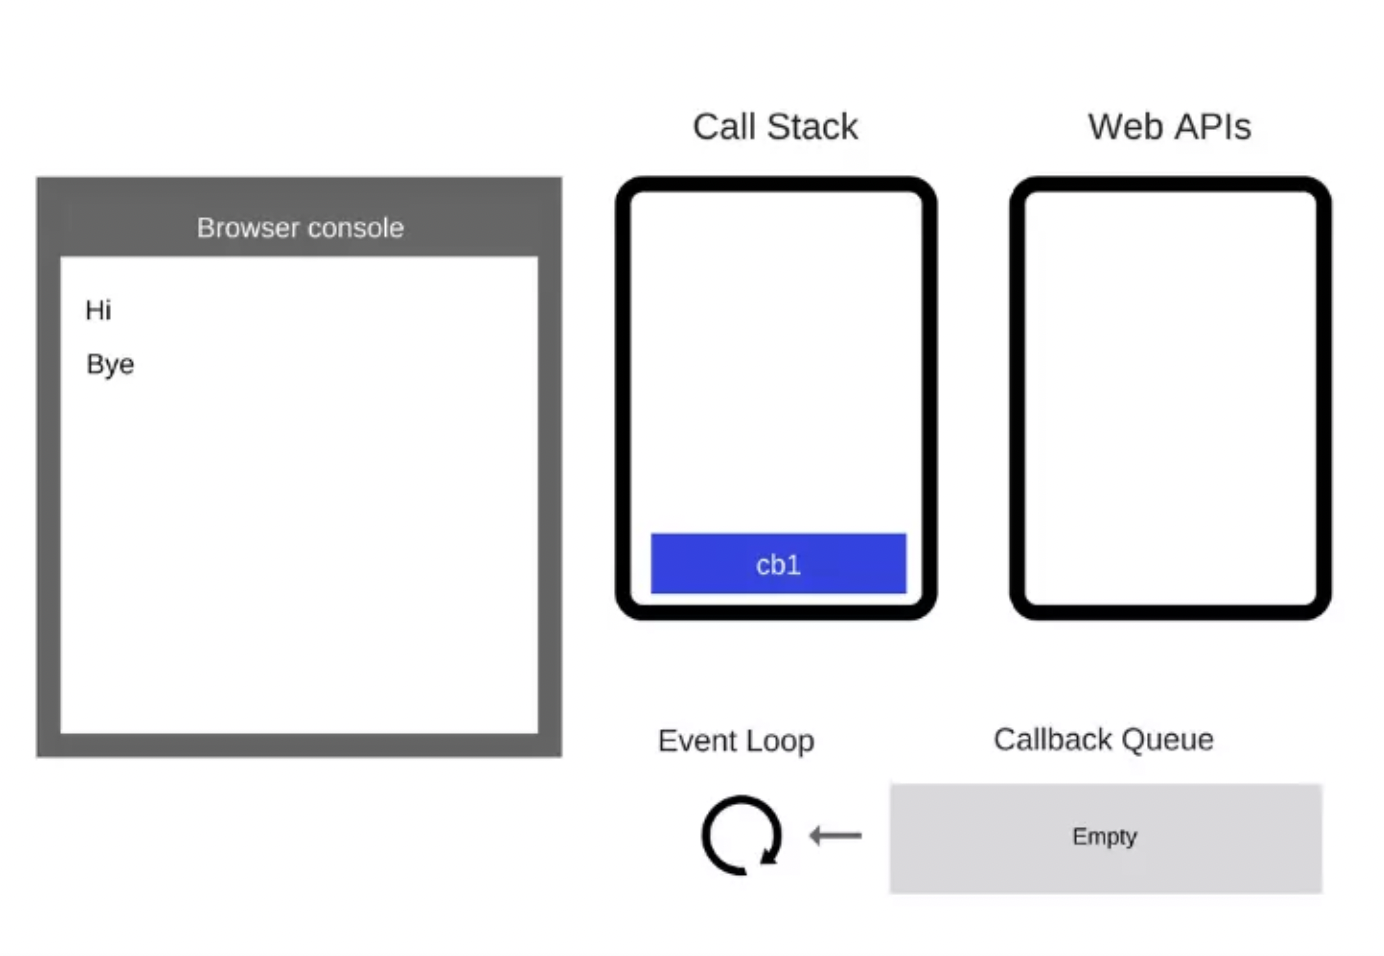 Call Stack
Web APIs
Browser console
Hi
Bye
cb1
Event Loop
Callback Queue
Empty